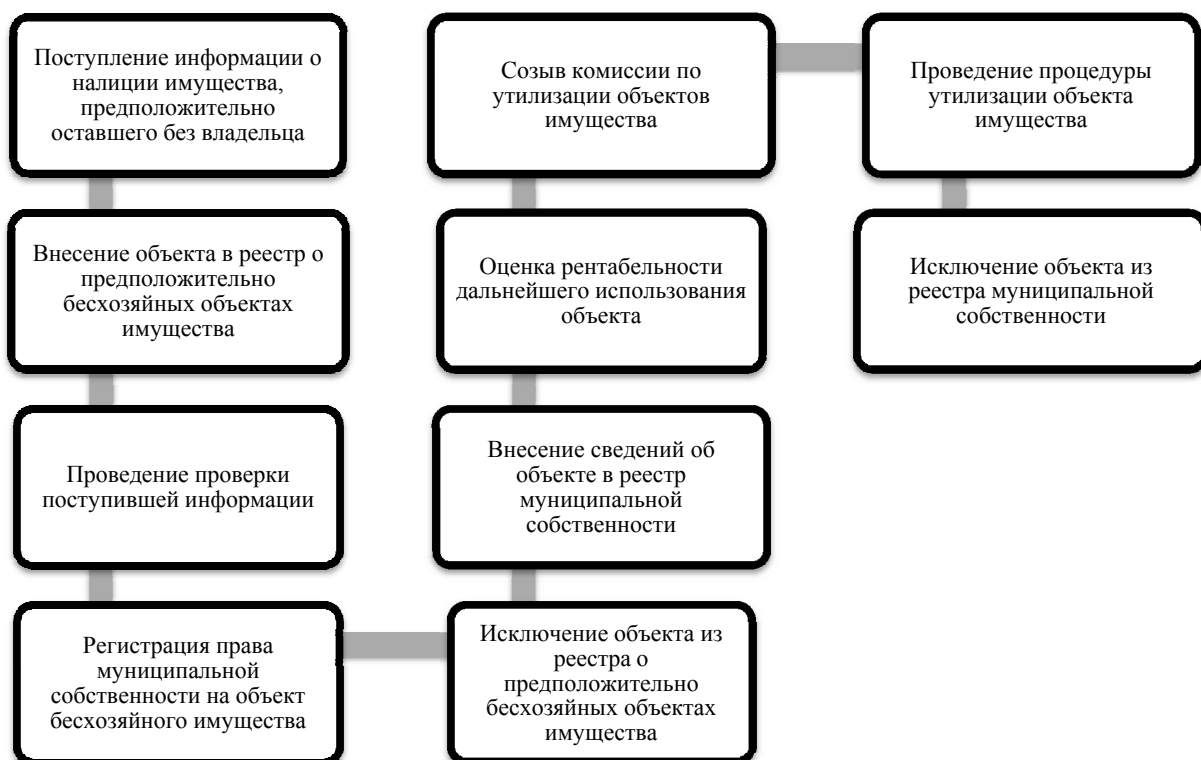 Поступление информации о
налиции имущества,
предположительно
оставшего без владельца
Внесение объекта в реестр о
предположительно
бесхозяйных объектах
имущества
Проведение проверки
поступившей информации
Регистрация права
муниципальной
собственности на объект
бесхозяйного имущества
Исключение объекта из
реестра о
предположительно
бесхозяйных объектах
имущества
Внесение сведений об
объекте в реестр
муниципальной
собственности
Оценка рентабельности
дальнейшего использования
объекта
Созыв комиссии по
утилизации объектов
имущества
Проведение процедуры
утилизации объекта
имущества
Исключение объекта из
реестра муниципальной
собственности